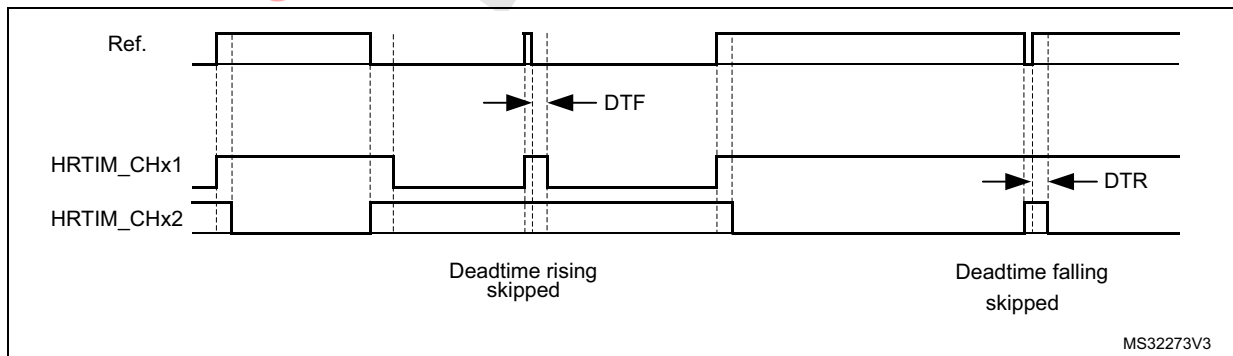 Ref.
DTF
HRTIM_CHx1
DTR
HRTIM_CHx2
Deadtime rising
skipped
Deadtime falling
skipped
MS32273V3